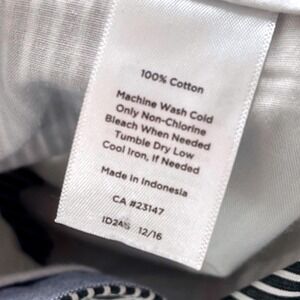 100% Cotton
Machine Wash Cold
Only Non-Chlorine
Bleach When Needed
Tumble Dry Low
Cool Iron, If Needed
Made in Indonesia
CA #23147
12/16